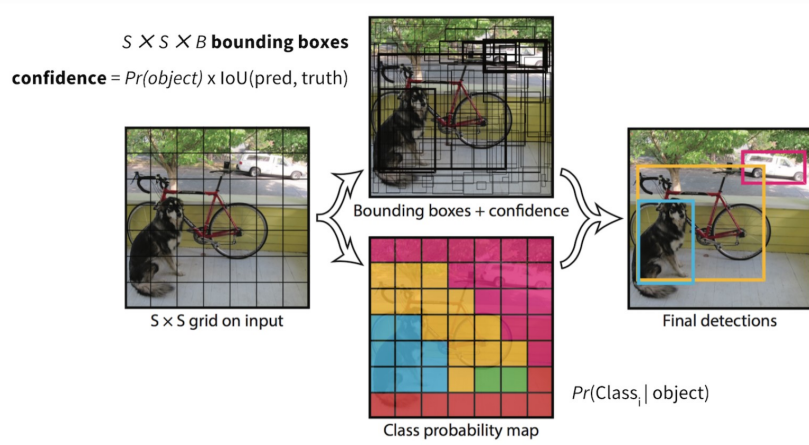 S × S × B bounding boxes
confidence = Pr(object) x IoU(pred, truth)
Bounding boxes + confidence
S × S grid on input
Final detections
Pr(Classᵢ | object)
Class probability map